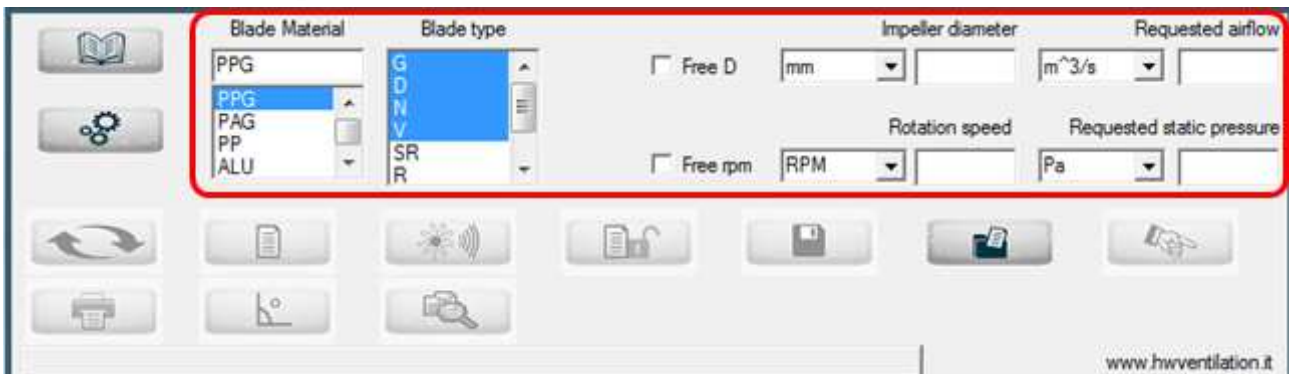 Blade Material
Blade type
Impeller diameter
Requested airflow
PPG
G
D
N
V
SR
R
Free D
mm
m^3/s
PPG
PAG
PP
ALU
Rotation speed
Requested static pressure
Free rpm
RPM
Pa
www.hwventilation.it